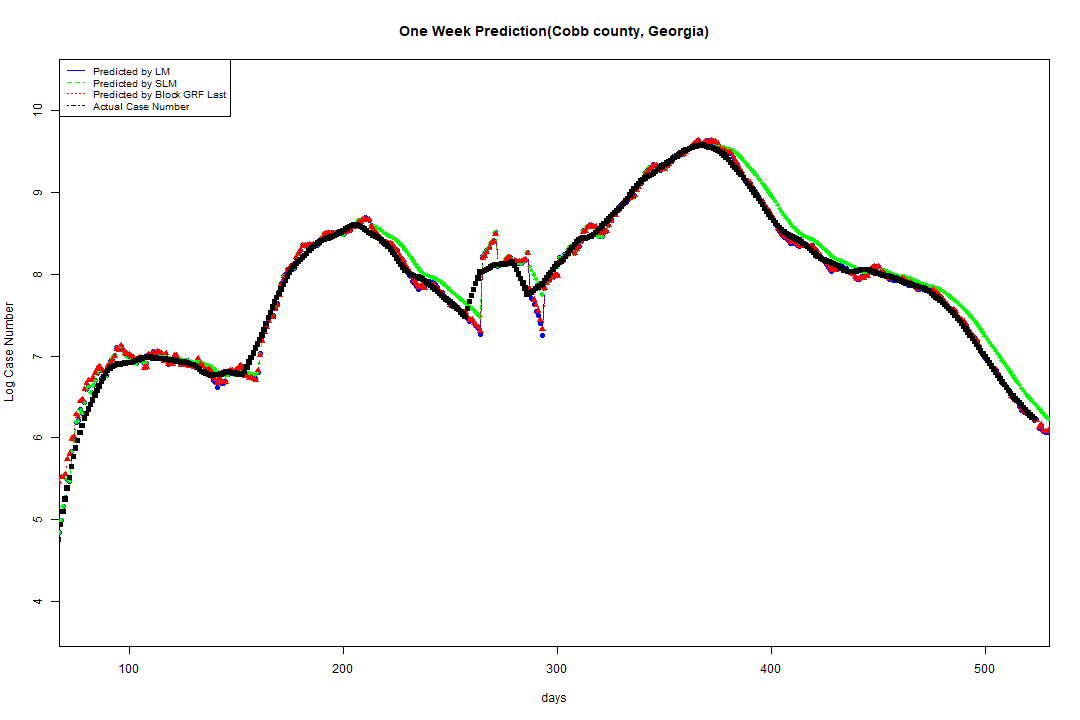 One Week Prediction(Cobb county, Georgia)
Predicted by LM
Predicted by SLM
Predicted by Block GRF Last
Actual Case Number
10
9
8
7
6
5
4
Log Case Number
100 200 300 400 500
days